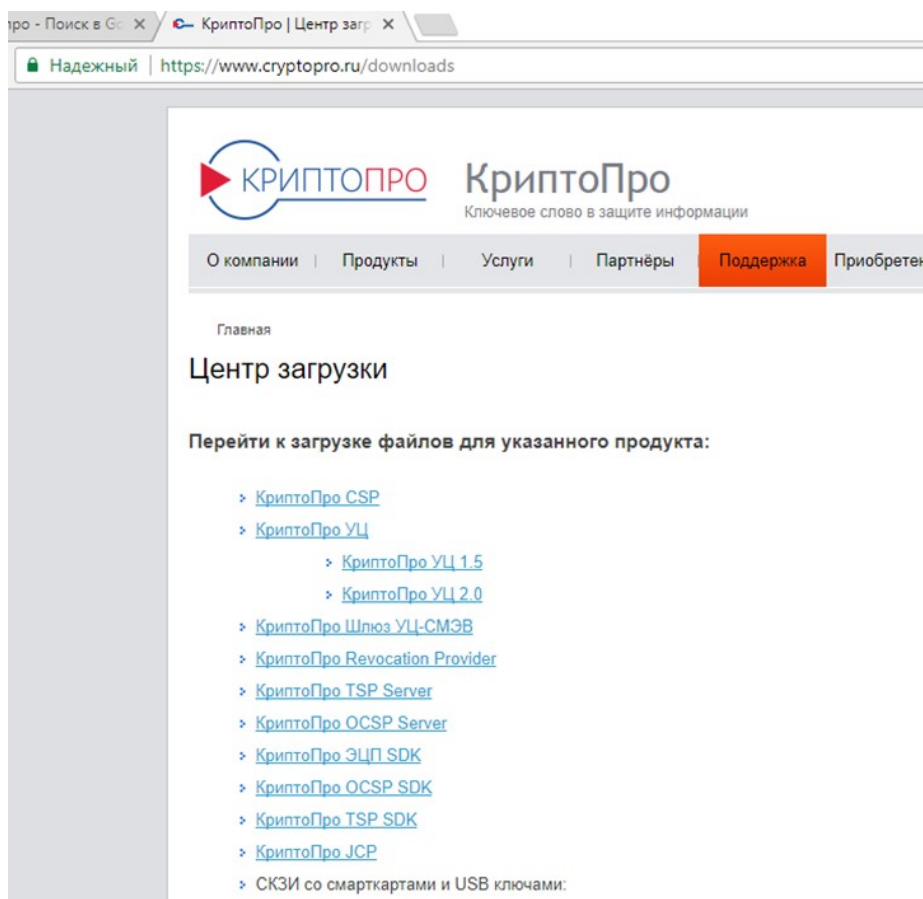 про - Поиск в Go
КриптоПро | Центр загр
Надежный
https://www.cryptopro.ru/downloads
КРИПТОПРО
КриптоПро
Ключевое слово в защите информации
О компании | Продукты | Услуги | Партнёры | Поддержка Приобретен
Главная
Центр загрузки
Перейти к загрузке файлов для указанного продукта:
КриптоПро CSP
КриптоПро УЦ
КриптоПро УЦ 1.5
КриптоПро УЦ 2.0
КриптоПро Шлюз УЦ-СМЭВ
КриптоПро Revocation Provider
КриптоПро TSP Server
КриптоПро OCSP Server
КриптоПро ЭЦП SDK
КриптоПро OCSP SDK
КриптоПро TSP SDK
КриптоПро JCP
СКЗИ со смарткартами и USB ключами: